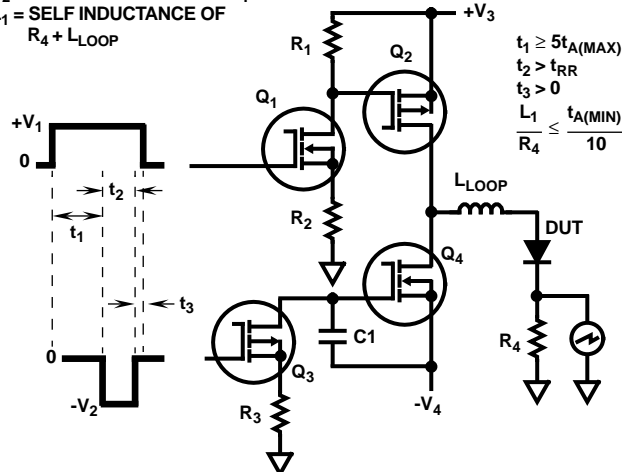 1 = SELF INDUCTANCE OF
R4 + LLOOP
+V3
R1
Q2
t1 ≥ 5tA(MAX)
t2 > tRR
t3 > 0
L1/R4 ≤ tA(MIN)/10
Q1
+V1
0
t2
LLOOP
t1
R2
DUT
Q4
t3
C1
R4
0
Q3
-V2
R3
-V4